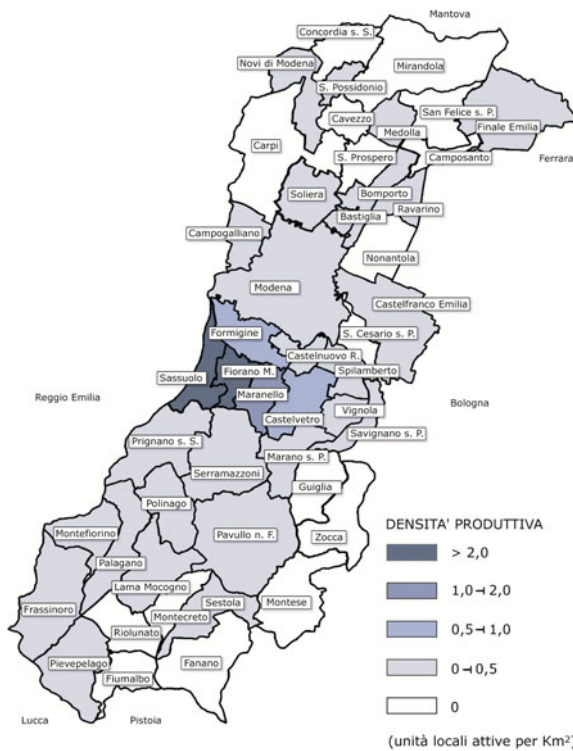 Mantova
Concordia s. S.
Novi di Modena
Mirandola
S. Possidonio
Cavezzo
San Felice s. P.
Medolla
Finale Emilia
Carpi
S. Prospero
Camposanto
Ferrara
Soliera
Bomporto
Ravarino
Bastiglia
Campogalliano
Nonantola
Modena
Castelfranco Emilia
Formigine
S. Cesario s. P.
Castelnuovo R.
Fiorano M.
Spilamberto
Sassuolo
Maranello
Reggio Emilia
Bologna
Vignola
Castelvetro
Savignano s. P.
Prignano s. S.
Marano s. P.
Serramazzoni
Guiglia
Polinago
Montefiorino
Pavullo n. F.
Zocca
Palagano
Lama Mocogno
Frassinoro
Sestola
Montese
Montecreto
Riolunato
Pievepelago
Fanano
Fiumalbo
Lucca
Pistoia
DENSITA' PRODUTTIVA
> 2,0
1,0⊣2,0
0,5⊣1,0
0⊣0,5
0
(unità locali attive per Km²)